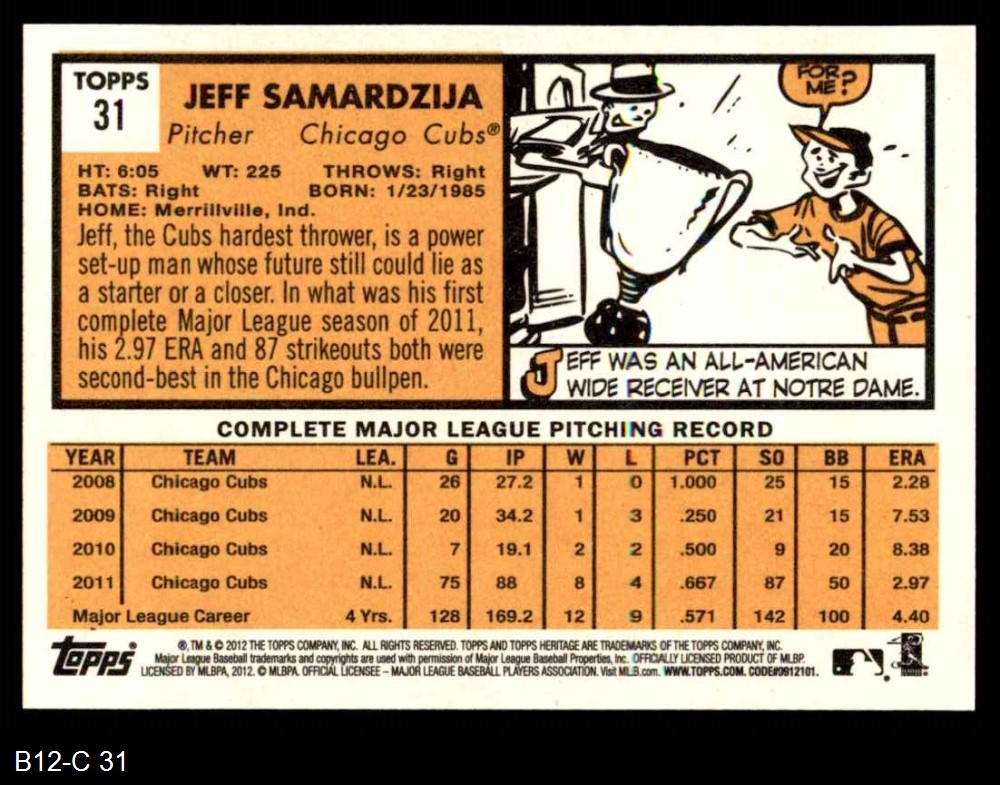 TOPPS
31
JEFF SAMARDZIJA
Pitcher Chicago Cubs®
HT: 6:05 WT: 225 THROWS: Right
BATS: Right BORN: 1/23/1985
HOME: Merrillville, Ind.
Jeff, the Cubs hardest thrower, is a power
set-up man whose future still could lie as
a starter or a closer. In what was his first
complete Major League season of 2011,
his 2.97 ERA and 87 strikeouts both were
second-best in the Chicago bullpen.
FOR
ME?
JEFF WAS AN ALL-AMERICAN
WIDE RECEIVER AT NOTRE DAME.
COMPLETE MAJOR LEAGUE PITCHING RECORD
YEAR TEAM LEA. G IP W L PCT SO BB ERA
2008 Chicago Cubs N.L. 26 27.2 1 0 1.000 25 15 2.28
2009 Chicago Cubs N.L. 20 34.2 1 3 .250 21 15 7.53
2010 Chicago Cubs N.L. 7 19.1 2 2 .500 9 20 8.38
2011 Chicago Cubs N.L. 75 88 8 4 .667 87 50 2.97
Major League Career 4 Yrs. 128 169.2 12 9 .571 142 100 4.40
Topps
®, TM & © 2012 THE TOPPS COMPANY, INC. ALL RIGHTS RESERVED. TOPPS AND TOPPS HERITAGE ARE TRADEMARKS OF THE TOPPS COMPANY, INC.
Major League Baseball trademarks and copyrights are used with permission of Major League Baseball Properties, Inc. OFFICIALLY LICENSED PRODUCT OF MLBP.
LICENSED BY MLBPA, 2012. © MLBPA. OFFICIAL LICENSEE – MAJOR LEAGUE BASEBALL PLAYERS ASSOCIATION. Visit MLB.com. WWW.TOPPS.COM. CODE#0912101.
B12-C 31